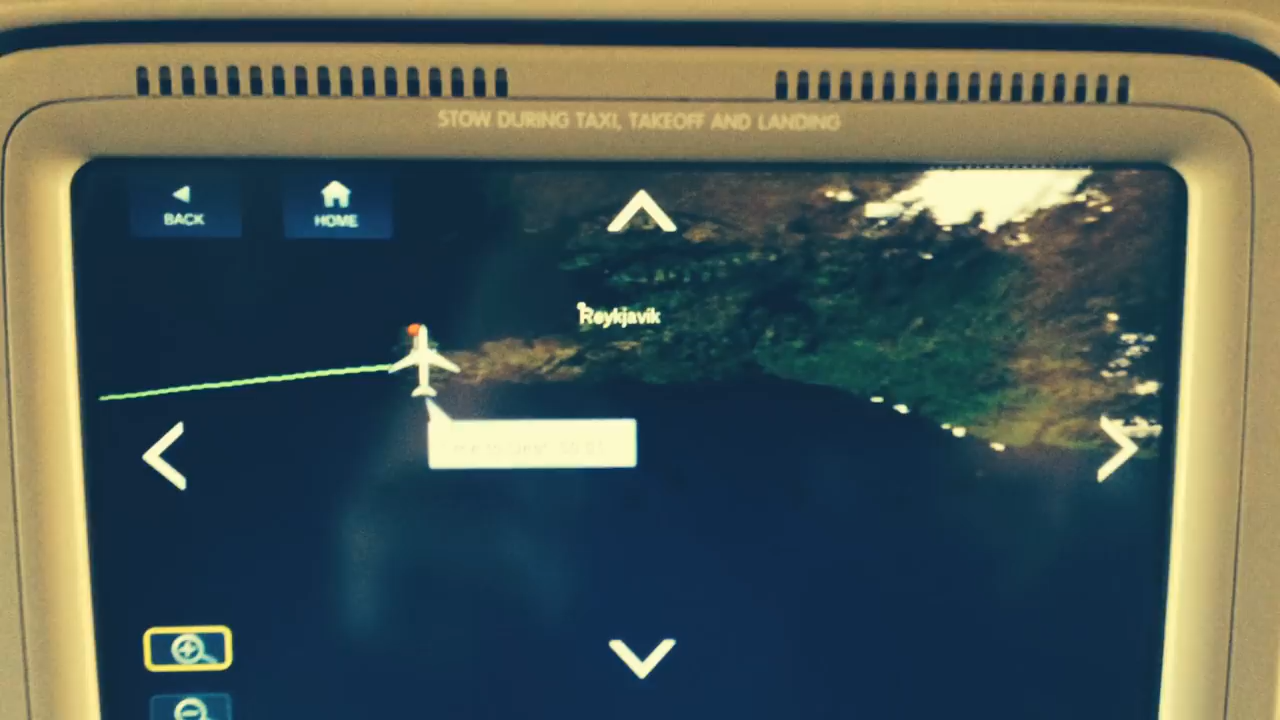 STOW DURING TAXI, TAKEOFF AND LANDING
BACK
HOME
Reykjavik